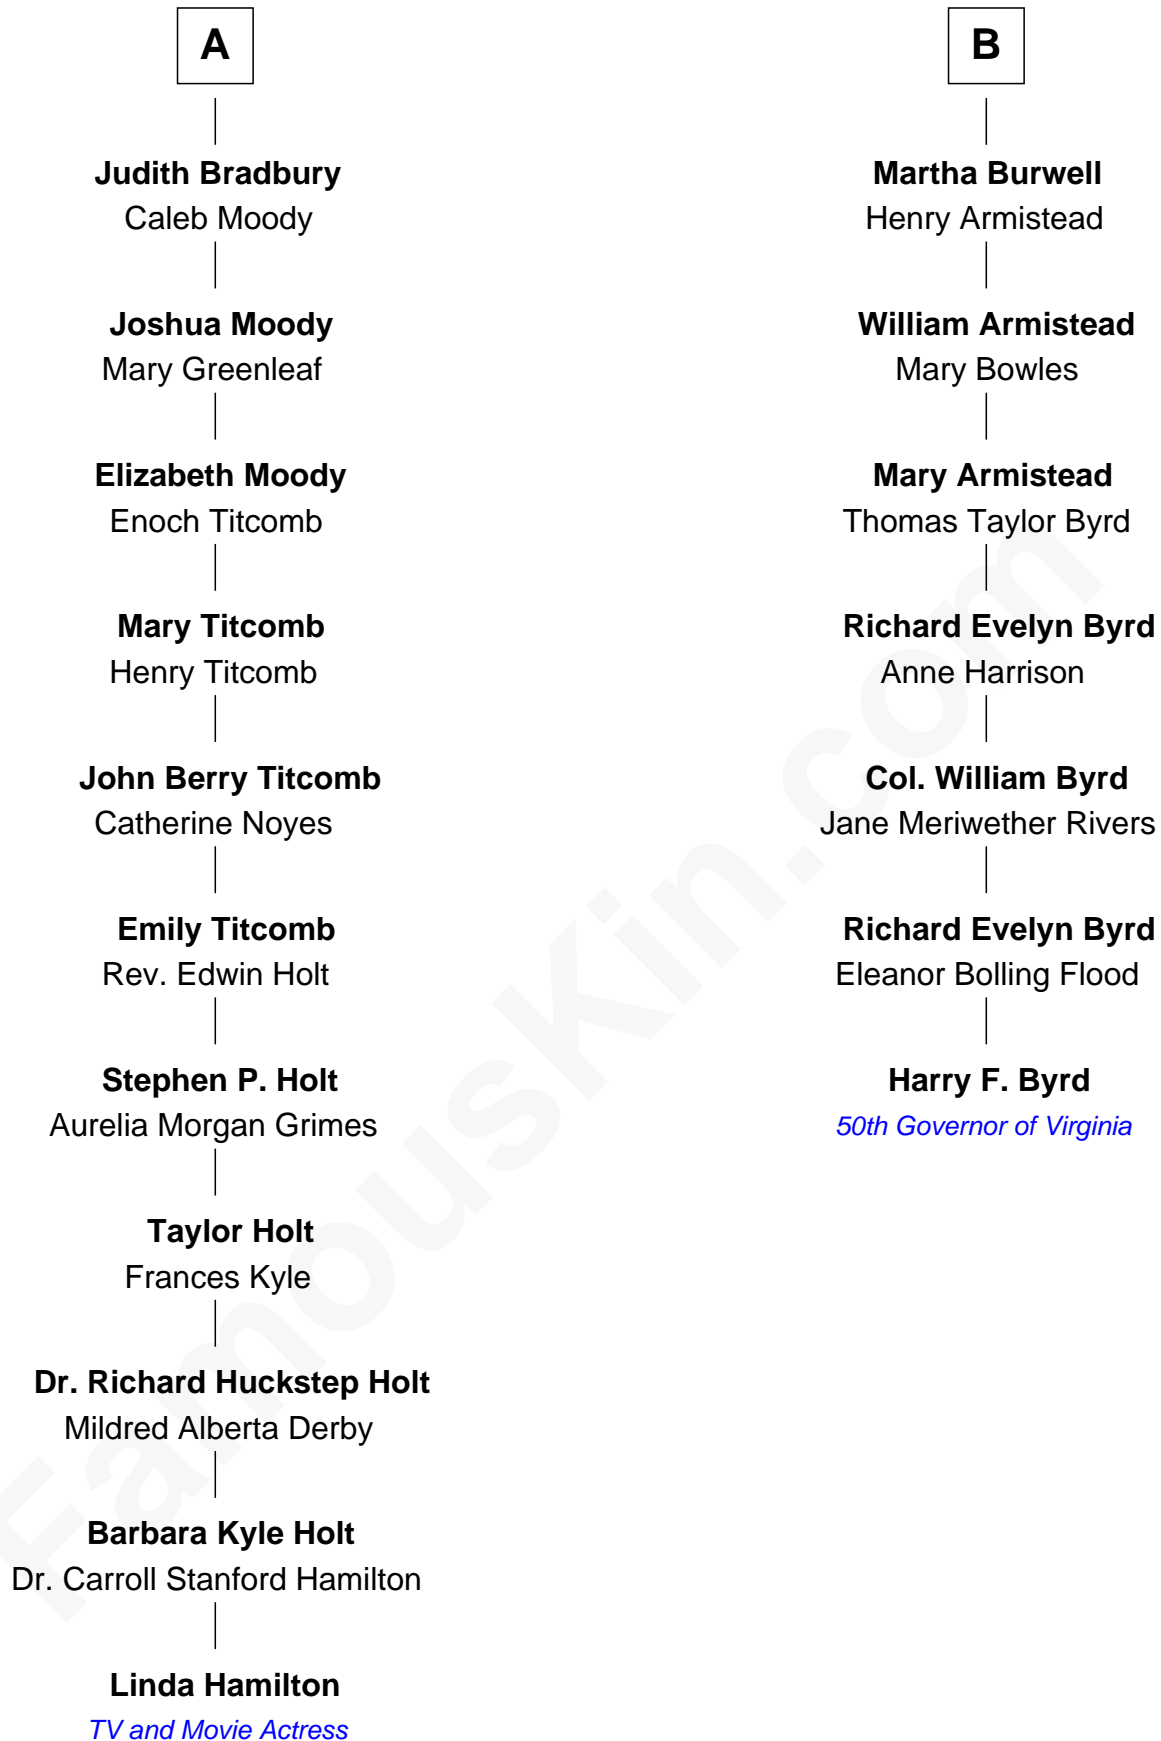 A
Judith Bradbury
Caleb Moody
Joshua Moody
Mary Greenleaf
Elizabeth Moody
Enoch Titcomb
Mary Titcomb
Henry Titcomb
John Berry Titcomb
Catherine Noyes
Emily Titcomb
Rev. Edwin Holt
Stephen P. Holt
Aurelia Morgan Grimes
Taylor Holt
Frances Kyle
Dr. Richard Huckstep Holt
Mildred Alberta Derby
Barbara Kyle Holt
Dr. Carroll Stanford Hamilton
Linda Hamilton
TV and Movie Actress
B
Martha Burwell
Henry Armistead
William Armistead
Mary Bowles
Mary Armistead
Thomas Taylor Byrd
Richard Evelyn Byrd
Anne Harrison
Col. William Byrd
Jane Meriwether Rivers
Richard Evelyn Byrd
Eleanor Bolling Flood
Harry F. Byrd
50th Governor of Virginia
FamousKin.com